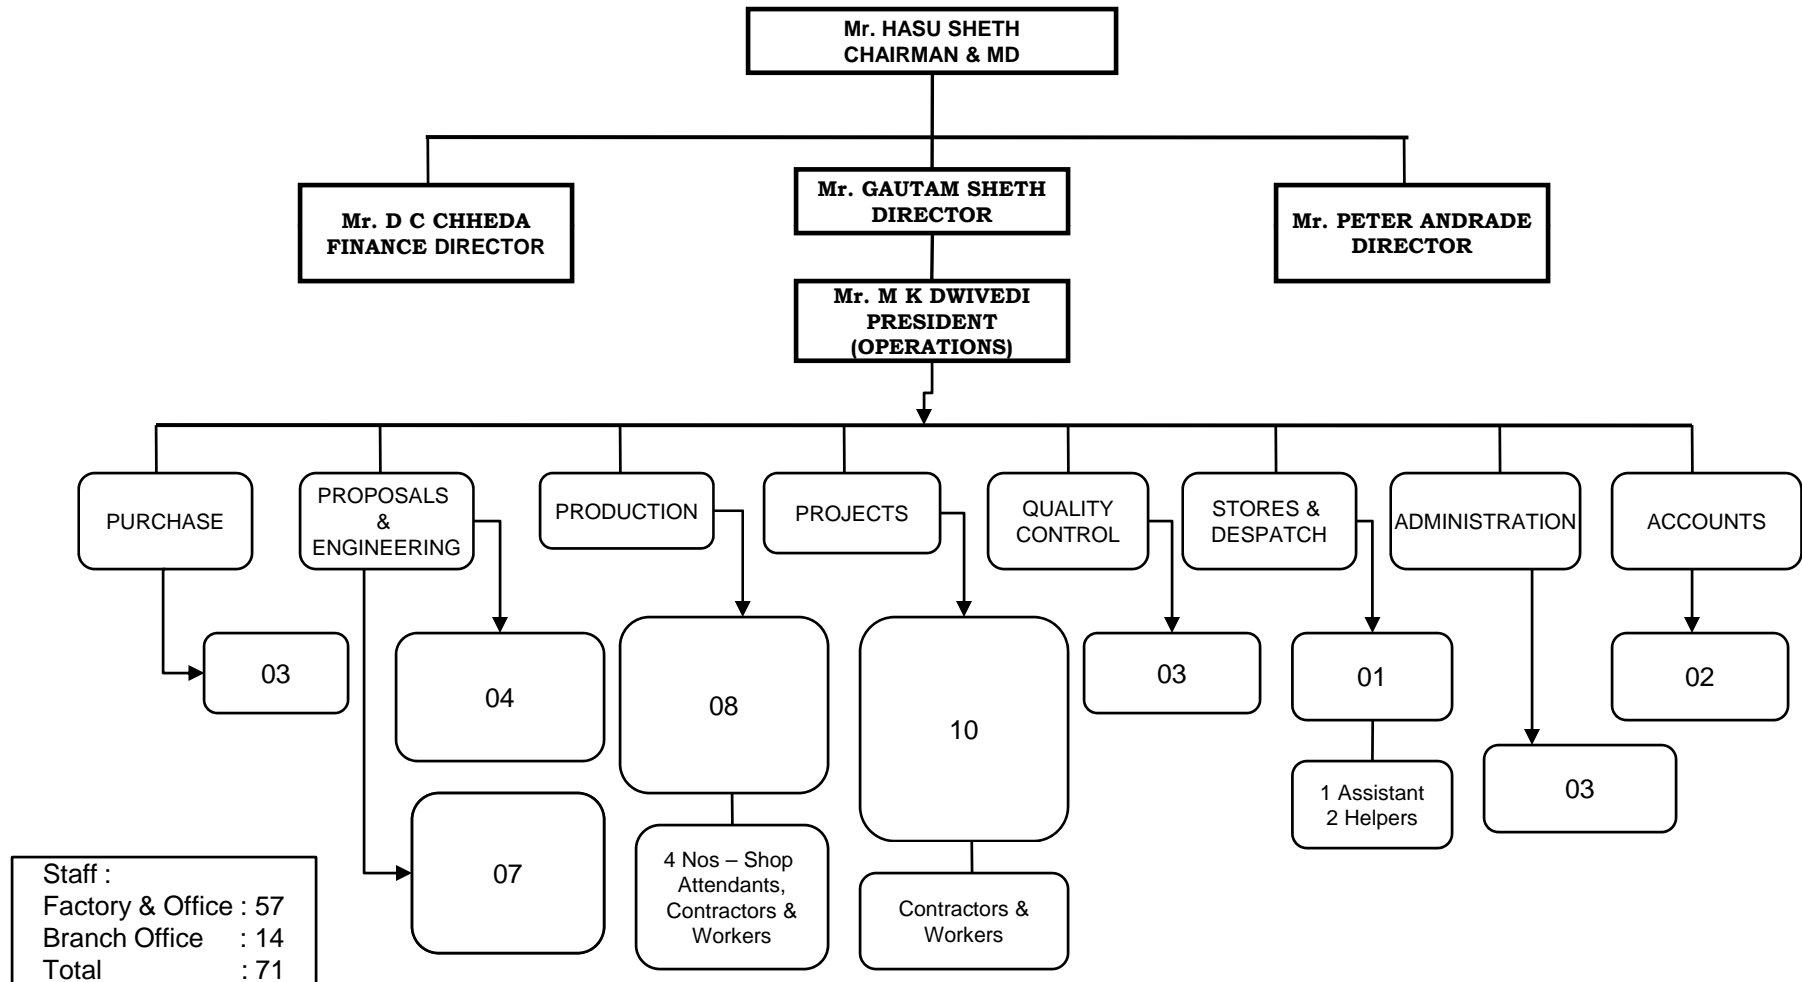 Mr. HASU SHETH
CHAIRMAN & MD
Mr. D C CHHEDA
FINANCE DIRECTOR
Mr. GAUTAM SHETH
DIRECTOR
Mr. PETER ANDRADE
DIRECTOR
Mr. M K DWIVEDI
PRESIDENT
(OPERATIONS)
PURCHASE
PROPOSALS
&
ENGINEERING
PRODUCTION
PROJECTS
QUALITY
CONTROL
STORES &
DESPATCH
ADMINISTRATION
ACCOUNTS
03
04
08
10
03
01
02
03
07
4 Nos – Shop
Attendants,
Contractors &
Workers
Contractors &
Workers
1 Assistant
2 Helpers
Staff :
Factory & Office : 57
Branch Office : 14
Total : 71